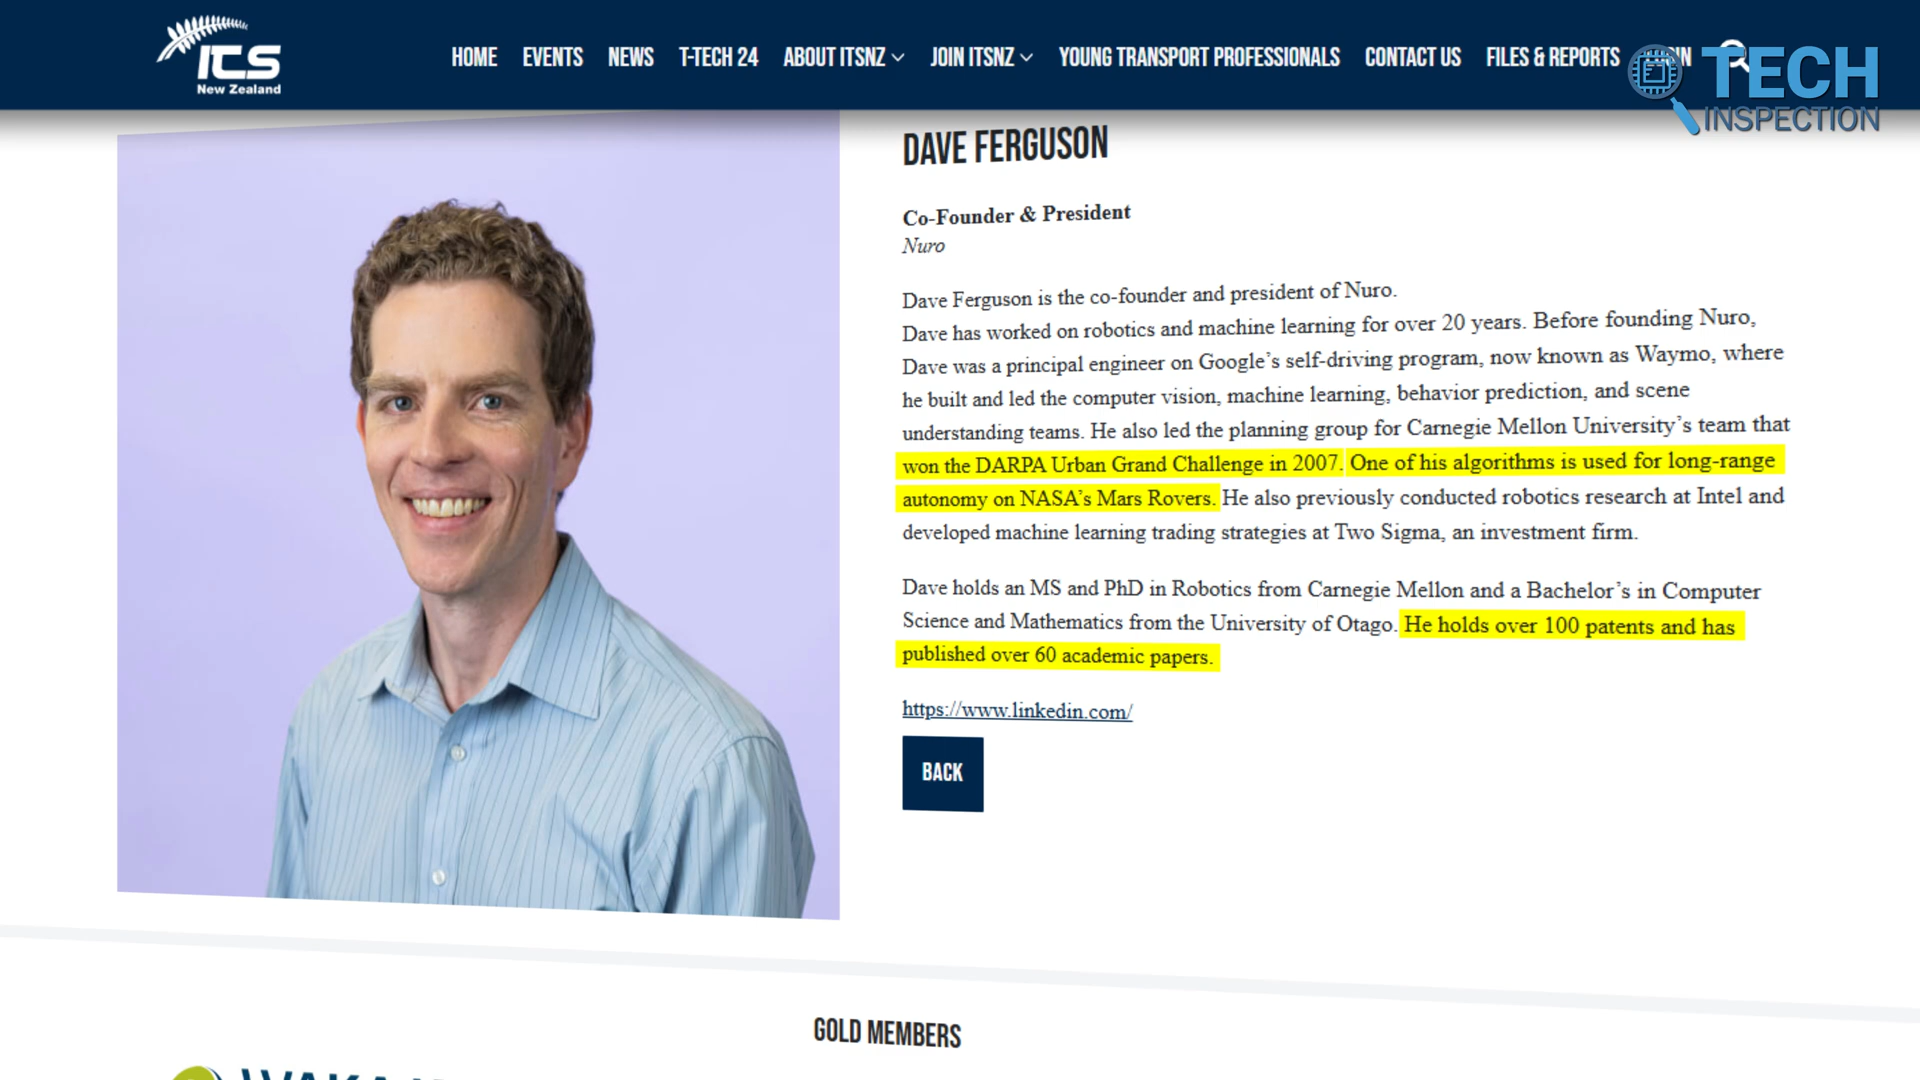 ITS
New Zealand
HOME EVENTS NEWS T-TECH 24 ABOUT ITSNZ JOIN ITSNZ YOUNG TRANSPORT PROFESSIONALS CONTACT US FILES & REPORTS
TECH
INSPECTION
DAVE FERGUSON
Co-Founder & President
Nuro
Dave Ferguson is the co-founder and president of Nuro.
Dave has worked on robotics and machine learning for over 20 years. Before founding Nuro,
Dave was a principal engineer on Google’s self-driving program, now known as Waymo, where
he built and led the computer vision, machine learning, behavior prediction, and scene
understanding teams. He also led the planning group for Carnegie Mellon University’s team that
won the DARPA Urban Grand Challenge in 2007. One of his algorithms is used for long-range
autonomy on NASA’s Mars Rovers. He also previously conducted robotics research at Intel and
developed machine learning trading strategies at Two Sigma, an investment firm.
Dave holds an MS and PhD in Robotics from Carnegie Mellon and a Bachelor’s in Computer
Science and Mathematics from the University of Otago. He holds over 100 patents and has
published over 60 academic papers.
https://www.linkedin.com/
BACK
GOLD MEMBERS